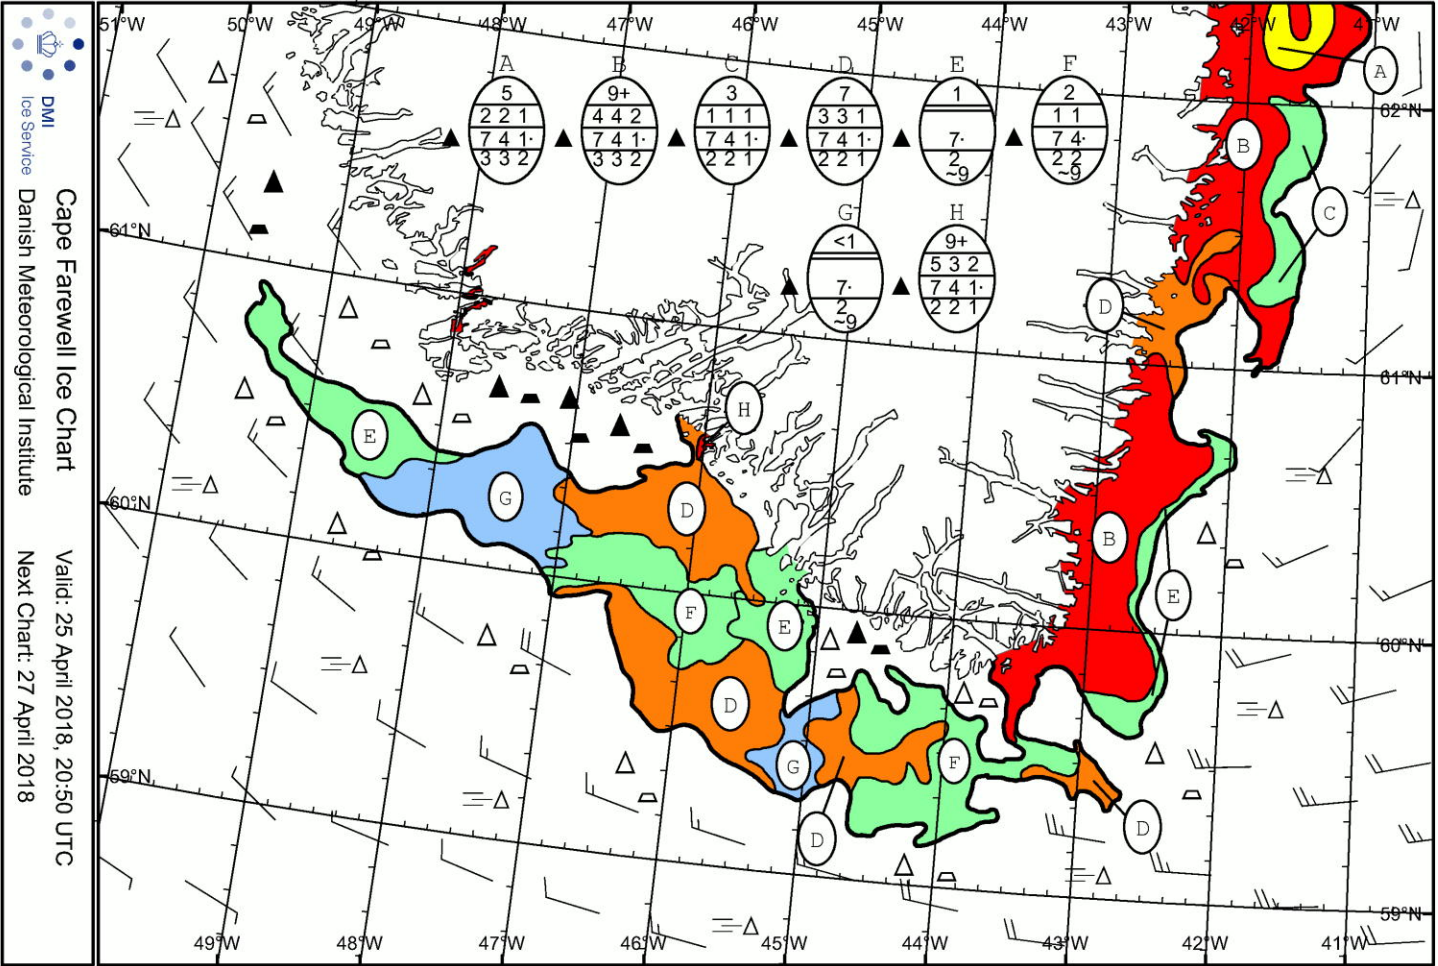 DMI
Ice Service
Cape Farewell Ice Chart
Danish Meteorological Institute
Valid: 25 April 2018, 20:50 UTC
Next Chart: 27 April 2018
51°W 50°W 49°W 48°W 47°W 46°W 45°W 44°W 43°W 42°W 41°W
A B C D E F
5 9+ 3 7 1 2
2 2 1 4 4 2 1 1 1 3 3 1 1 1
7 4 1· 7 4 1· 7 4 1· 7 4 1· 7· 7 4·
3 3 2 3 3 2 2 2 1 2 2 1 2 2 2
~9 ~9
G H
<1 9+
5 3 2
7· 7 4 1·
2 2 2 1
~9
A
62°N
B
C
61°N
D
61°N
H
E
G
D
60°N
B
E
F
E
60°N
D
G
F
59°N
D
D
59°N
49°W 48°W 47°W 46°W 45°W 44°W 43°W 42°W 41°W